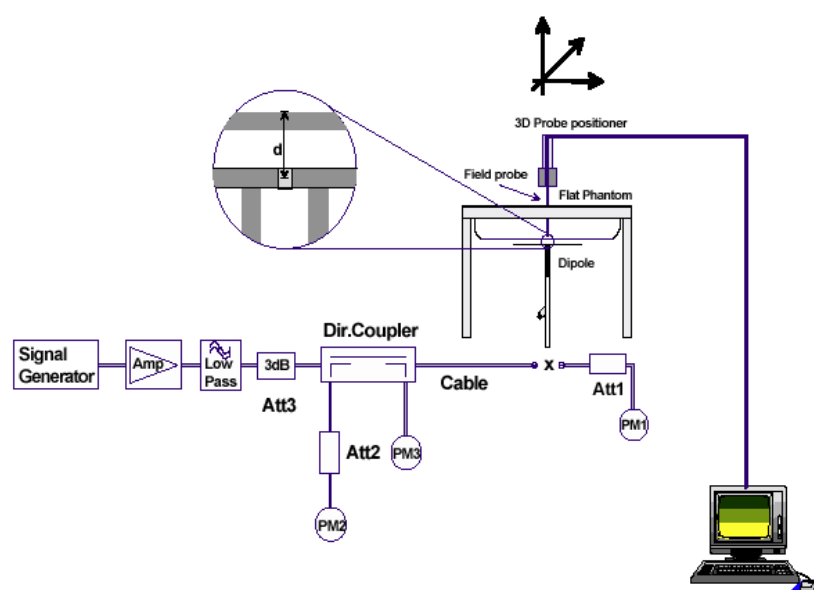 3D Probe positioner
d
Field probe
Flat Phantom
Dipole
Dir.Coupler
Signal
Generator
Amp
Low
Pass
3dB
X
Att3
Cable
Att1
PM1
Att2
PM3
PM2